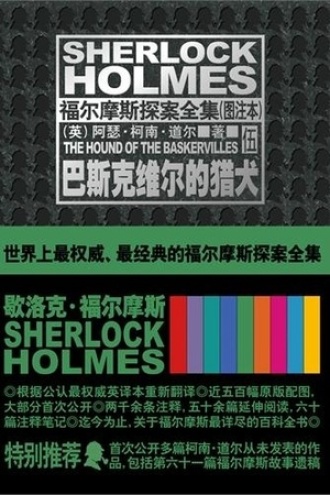 SHERLOCK
HOLMES
福尔摩斯探案全集(图注本)
(英)阿瑟·柯南·道尔■著■
THE HOUND OF THE BASKERVILLES 伍
巴斯克维尔的猎犬
世界上最权威、最经典的福尔摩斯探案全集
歇洛克·福尔摩斯
SHERLOCK
HOLMES
◎根据公认最权威英译本重新翻译◎近五百幅原版配图,
大部分首次公开◎两千余条注释,五十余篇延伸阅读,六十
篇注释笔记◎迄今为止,关于福尔摩斯最详尽的百科全书◎
特别推荐 首次公开多篇柯南·道尔从未发表的作
品,包括第六十一篇福尔摩斯故事遗稿